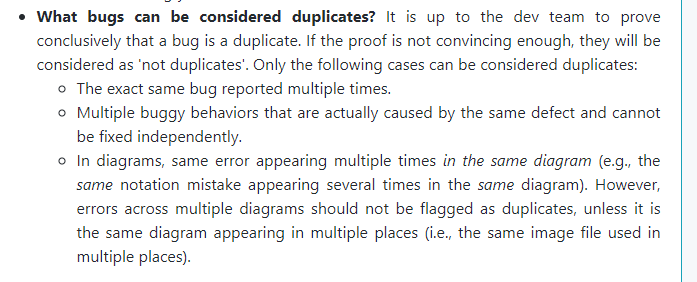 • What bugs can be considered duplicates? It is up to the dev team to prove
conclusively that a bug is a duplicate. If the proof is not convincing enough, they will be
considered as 'not duplicates'. Only the following cases can be considered duplicates:
○ The exact same bug reported multiple times.
○ Multiple buggy behaviors that are actually caused by the same defect and cannot
be fixed independently.
○ In diagrams, same error appearing multiple times in the same diagram (e.g., the
same notation mistake appearing several times in the same diagram). However,
errors across multiple diagrams should not be flagged as duplicates, unless it is
the same diagram appearing in multiple places (i.e., the same image file used in
multiple places).